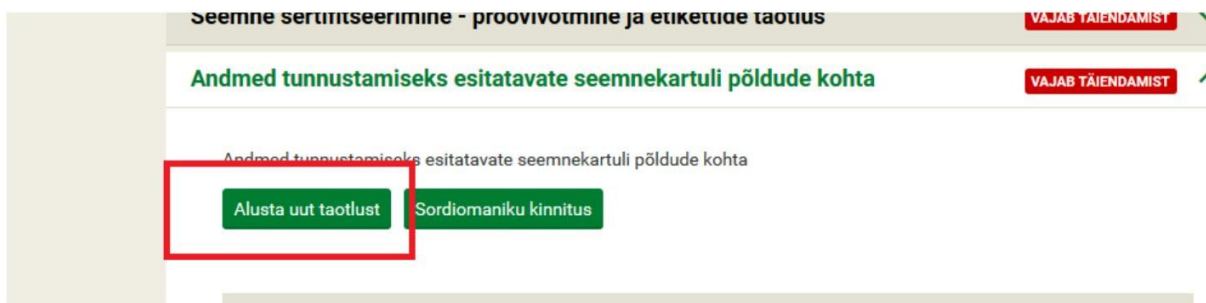 Seemne sertifitseerimine - proovivõtmine ja etikettide taotlus
VAJAB TÄIENDAMIST
Andmed tunnustamiseks esitatavate seemnekartuli põldude kohta
VAJAB TÄIENDAMIST
Andmed tunnustamiseks esitatavate seemnekartuli põldude kohta
Alusta uut taotlust
Sordiomaniku kinnitus